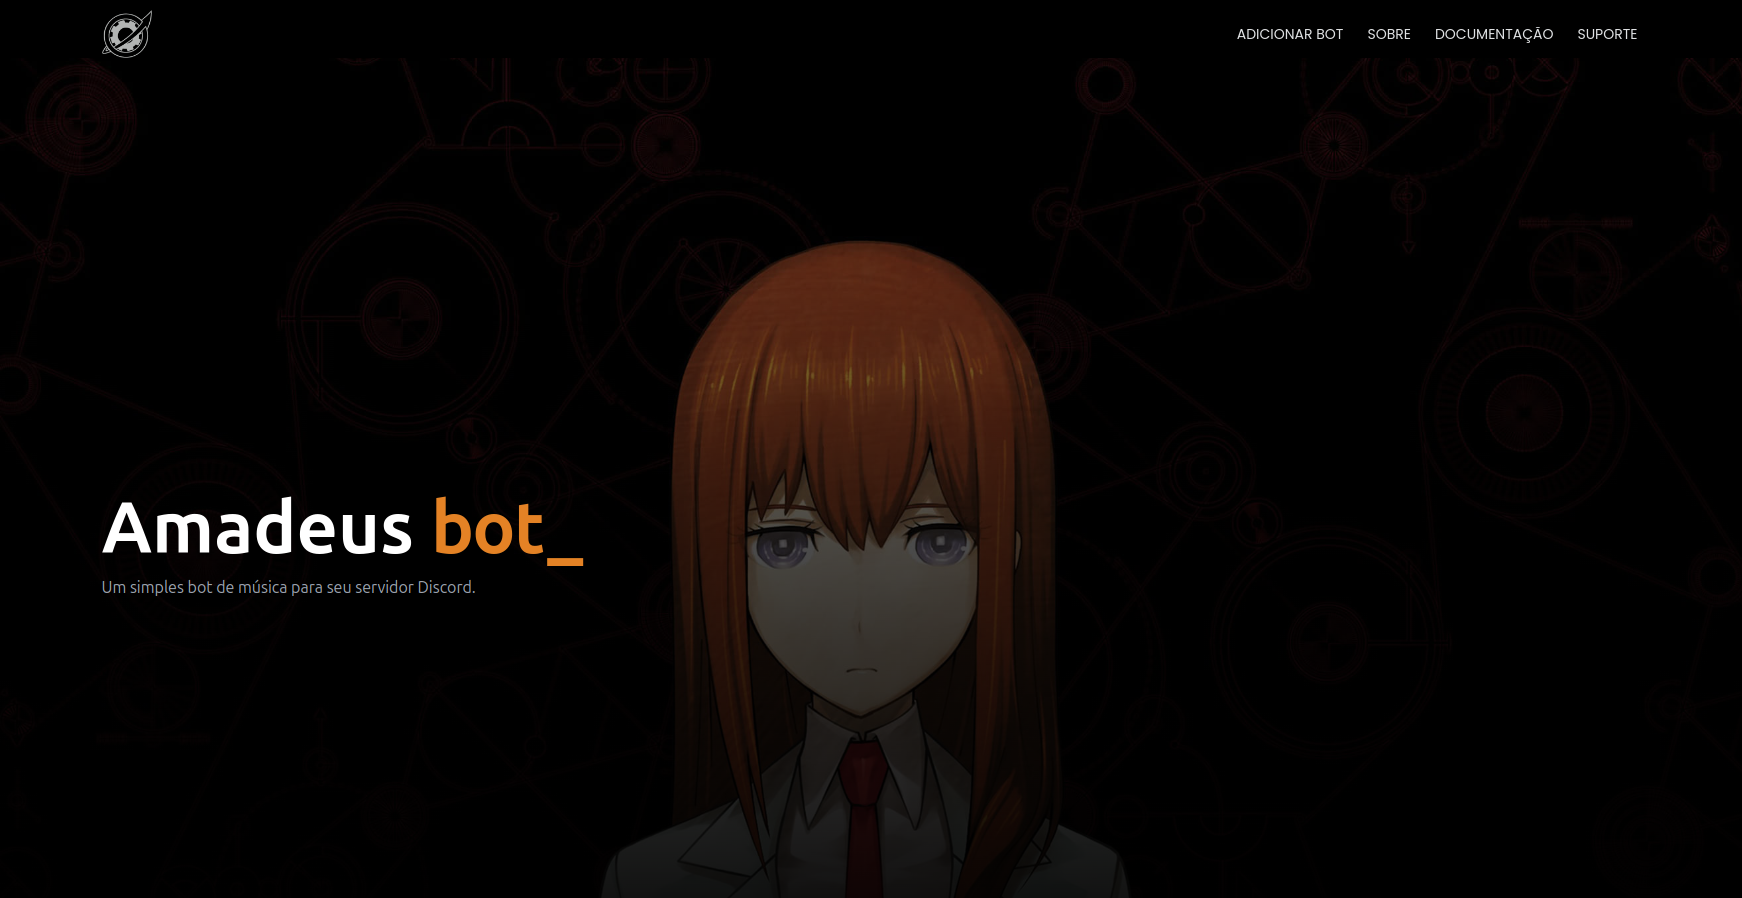 ADICIONAR BOT SOBRE DOCUMENTAÇÃO SUPORTE
Amadeus bot_
Um simples bot de música para seu servidor Discord.